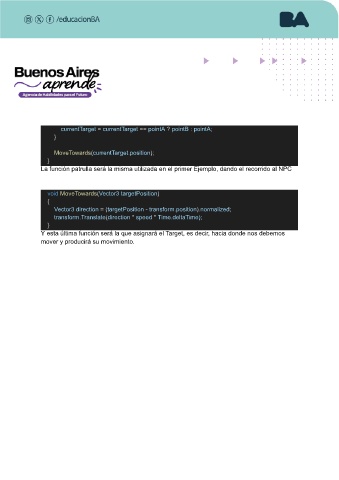 /educacionBA
BA
Buenos Aires
aprende
Agencia de Habilidades para el Futuro
currentTarget = currentTarget == pointA ? pointB : pointA;
}
MoveTowards(currentTarget.position);
}
La función patrulla será la misma utilizada en el primer Ejemplo, dando el recorrido al NPC
void MoveTowards(Vector3 targetPosition)
{
Vector3 direction = (targetPosition - transform.position).normalized;
transform.Translate(direction * speed * Time.deltaTime);
}
Y esta última función será la que asignará el Target, es decir, hacia donde nos debemos
mover y producirá su movimiento.